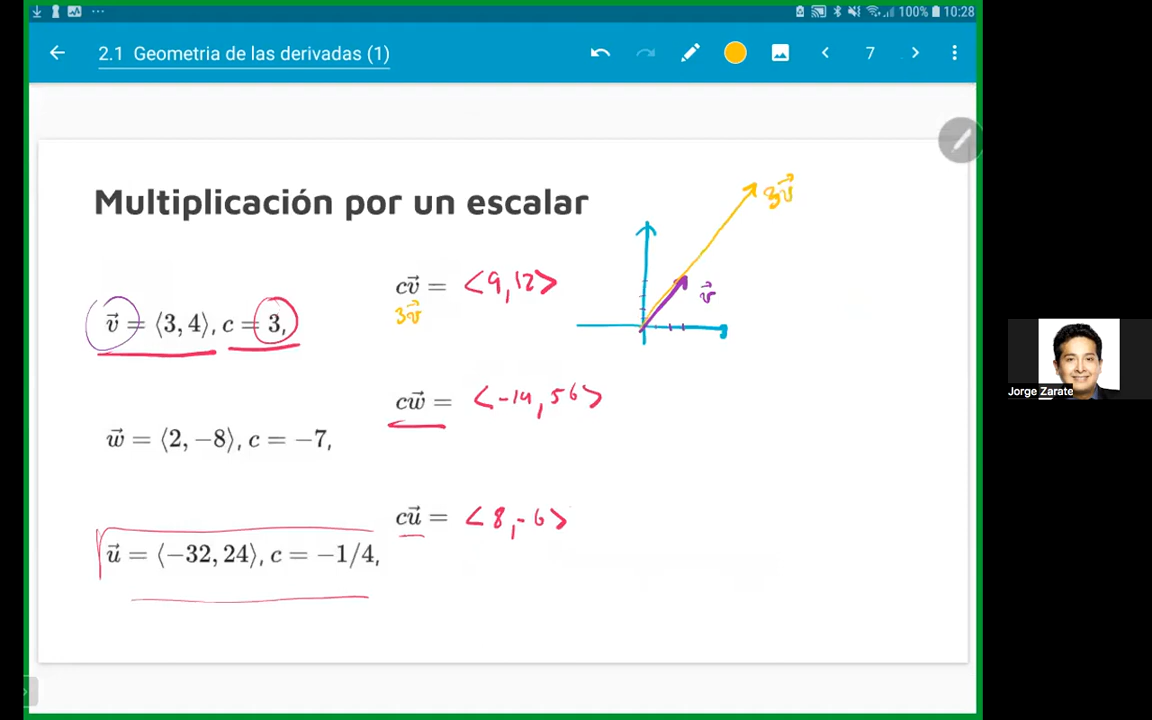 100% 10:28
2.1 Geometria de las derivadas (1)
7
Multiplicación por un escalar
3v⃗
v⃗
cv⃗ = <9,12>
3v⃗
v⃗ = ⟨3, 4⟩, c = 3,
cw⃗ = <-14,56>
w⃗ = ⟨2, −8⟩, c = −7,
cu⃗ = <8,-6>
u⃗ = ⟨−32, 24⟩, c = −1/4,
Jorge Zarate